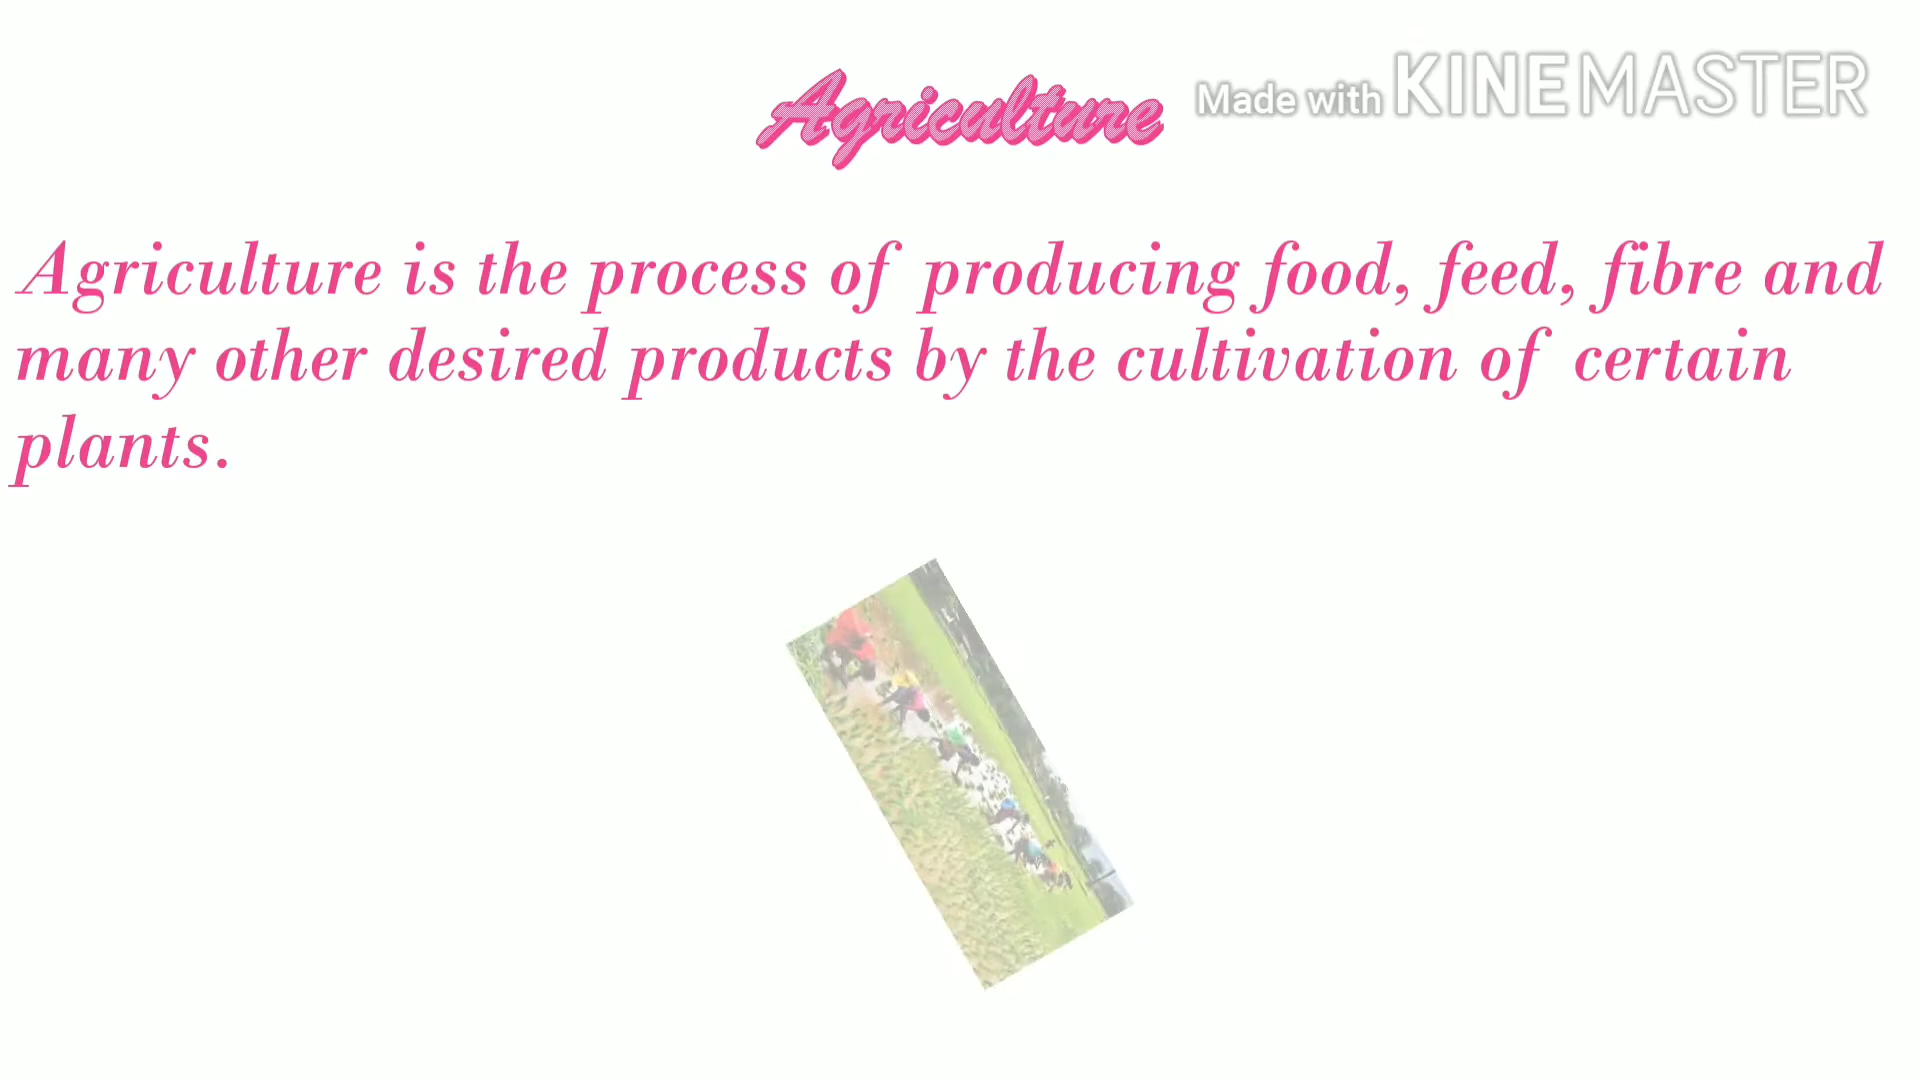 Agriculture
Made with KINEMASTER
Agriculture is the process of producing food, feed, fibre and
many other desired products by the cultivation of certain
plants.